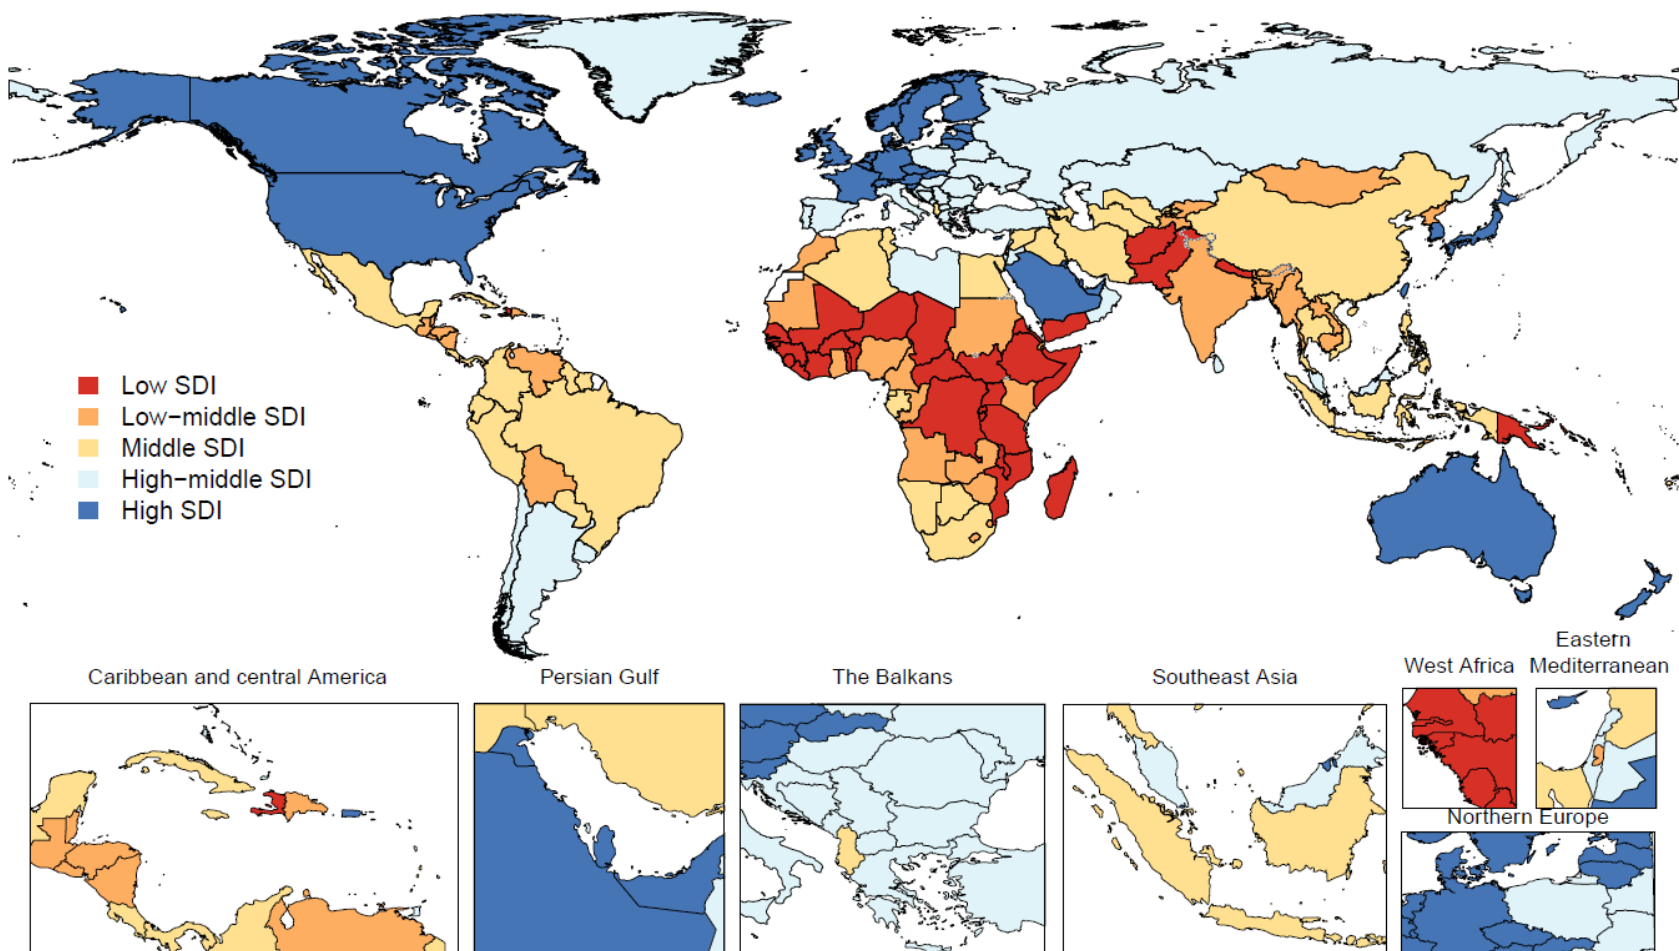 Low SDI
Low-middle SDI
Middle SDI
High-middle SDI
High SDI
Caribbean and central America
Persian Gulf
The Balkans
Southeast Asia
West Africa
Eastern
Mediterranean
Northern Europe